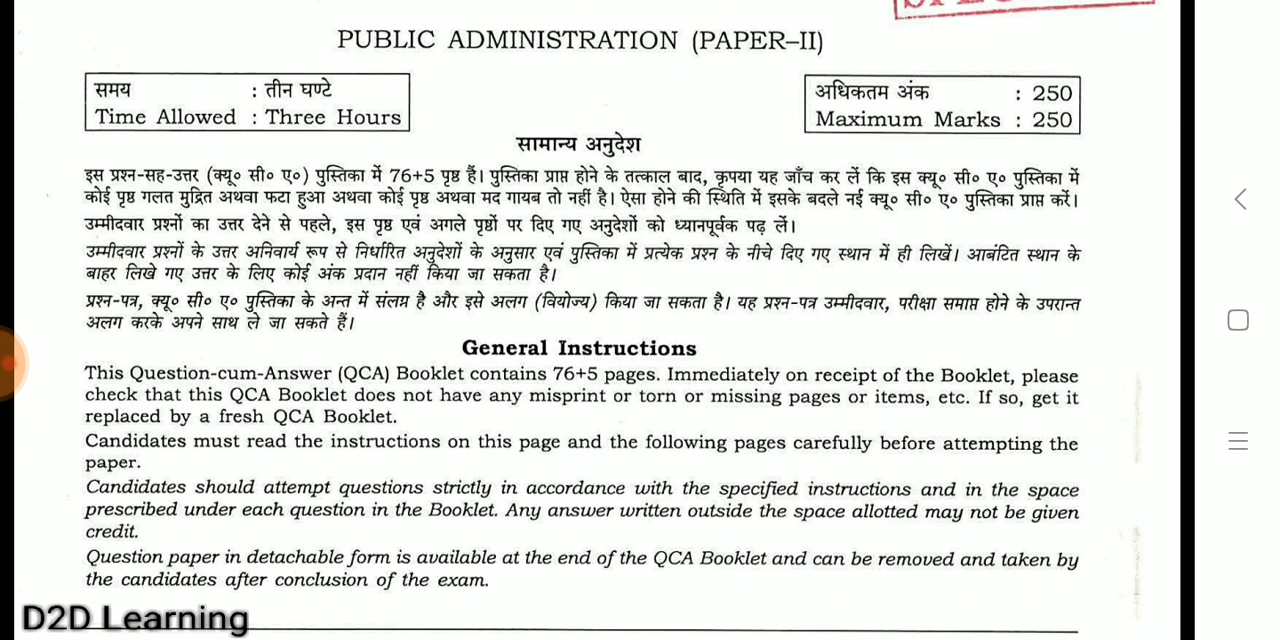 PUBLIC ADMINISTRATION (PAPER–II)
समय : तीन घण्टे
Time Allowed : Three Hours
अधिकतम अंक : 250
Maximum Marks : 250
सामान्य अनुदेश
इस प्रश्न-सह-उत्तर (क्यू० सी० ए०) पुस्तिका में 76+5 पृष्ठ हैं। पुस्तिका प्राप्त होने के तत्काल बाद, कृपया यह जाँच कर लें कि इस क्यू० सी० ए० पुस्तिका में
कोई पृष्ठ गलत मुद्रित अथवा फटा हुआ अथवा कोई पृष्ठ अथवा मद गायब तो नहीं है। ऐसा होने की स्थिति में इसके बदले नई क्यू० सी० ए० पुस्तिका प्राप्त करें।
उम्मीदवार प्रश्नों का उत्तर देने से पहले, इस पृष्ठ एवं अगले पृष्ठों पर दिए गए अनुदेशों को ध्यानपूर्वक पढ़ लें।
उम्मीदवार प्रश्नों के उत्तर अनिवार्य रूप से निर्धारित अनुदेशों के अनुसार एवं पुस्तिका में प्रत्येक प्रश्न के नीचे दिए गए स्थान में ही लिखें। आबंटित स्थान के
बाहर लिखे गए उत्तर के लिए कोई अंक प्रदान नहीं किया जा सकता है।
प्रश्न-पत्र, क्यू० सी० ए० पुस्तिका के अन्त में संलग्न है और इसे अलग (वियोज्य) किया जा सकता है। यह प्रश्न-पत्र उम्मीदवार, परीक्षा समाप्त होने के उपरान्त
अलग करके अपने साथ ले जा सकते हैं।
General Instructions
This Question-cum-Answer (QCA) Booklet contains 76+5 pages. Immediately on receipt of the Booklet, please
check that this QCA Booklet does not have any misprint or torn or missing pages or items, etc. If so, get it
replaced by a fresh QCA Booklet.
Candidates must read the instructions on this page and the following pages carefully before attempting the
paper.
Candidates should attempt questions strictly in accordance with the specified instructions and in the space
prescribed under each question in the Booklet. Any answer written outside the space allotted may not be given
credit.
Question paper in detachable form is available at the end of the QCA Booklet and can be removed and taken by
the candidates after conclusion of the exam.
D2D Learning